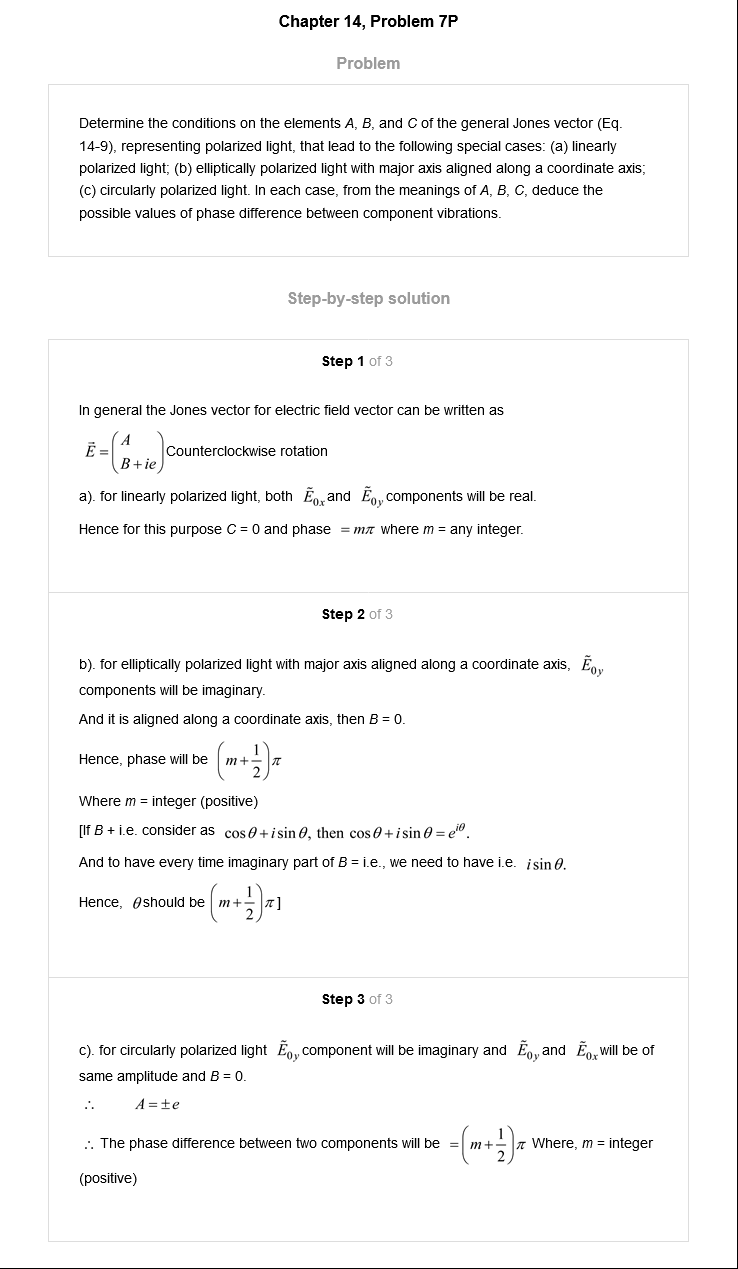 Chapter 14, Problem 7P
Problem
Determine the conditions on the elements A, B, and C of the general Jones vector (Eq.
14-9), representing polarized light, that lead to the following special cases: (a) linearly
polarized light; (b) elliptically polarized light with major axis aligned along a coordinate axis;
(c) circularly polarized light. In each case, from the meanings of A, B, C, deduce the
possible values of phase difference between component vibrations.
Step-by-step solution
Step 1 of 3
In general the Jones vector for electric field vector can be written as
$\vec{E} = \begin{pmatrix} A \\ B + ie \end{pmatrix}$ Counterclockwise rotation
a). for linearly polarized light, both $\tilde{E}_{0x}$ and $\tilde{E}_{0y}$ components will be real.
Hence for this purpose C = 0 and phase $= m\pi$ where m = any integer.
Step 2 of 3
b). for elliptically polarized light with major axis aligned along a coordinate axis, $\tilde{E}_{0y}$
components will be imaginary.
And it is aligned along a coordinate axis, then B = 0.
Hence, phase will be $\left(m+\frac{1}{2}\right)\pi$
Where m = integer (positive)
[If B + i.e. consider as $\cos\theta + i\sin\theta$, then $\cos\theta + i\sin\theta = e^{i\theta}$.
And to have every time imaginary part of B = i.e., we need to have i.e. $i\sin\theta$.
Hence, $\theta$ should be $\left(m+\frac{1}{2}\right)\pi$ ]
Step 3 of 3
c). for circularly polarized light $\tilde{E}_{0y}$ component will be imaginary and $\tilde{E}_{0y}$ and $\tilde{E}_{0x}$ will be of
same amplitude and B = 0.
∴ $A = \pm e$
∴ The phase difference between two components will be $= \left(m+\frac{1}{2}\right)\pi$ Where, m = integer
(positive)